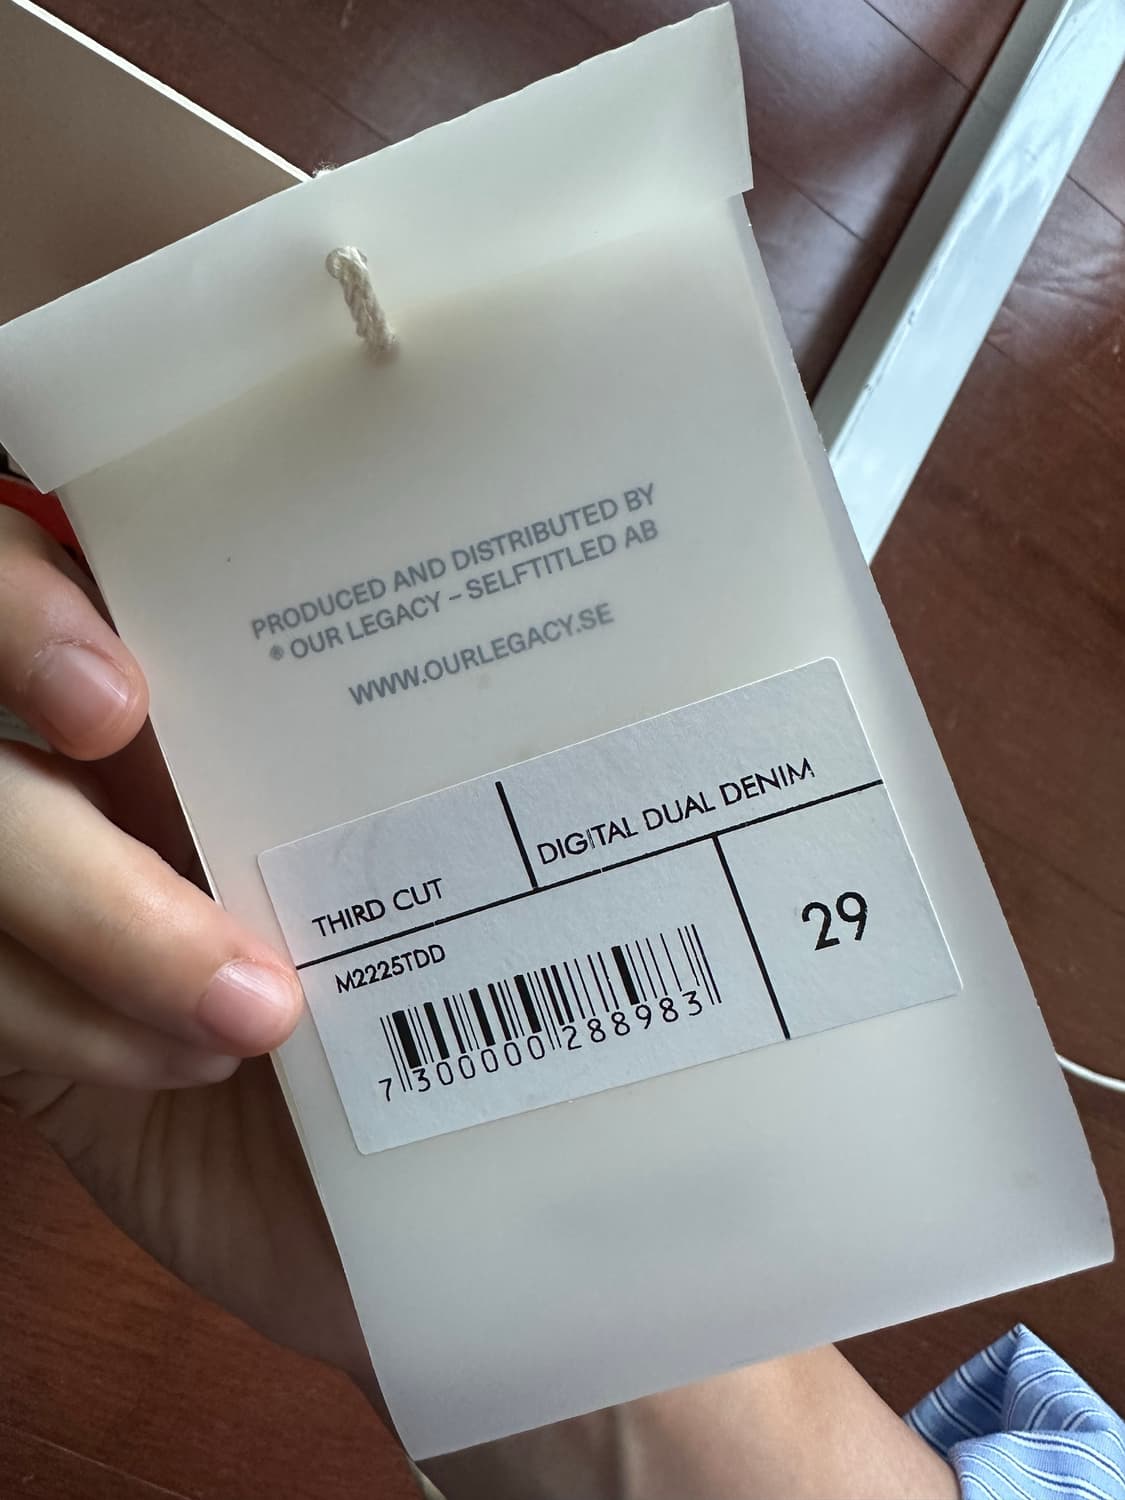 PRODUCED AND DISTRIBUTED BY
® OUR LEGACY – SELFTITLED AB
WWW.OURLEGACY.SE
THIRD CUT
DIGITAL DUAL DENIM
M2225TDD
29
7 300000 288983